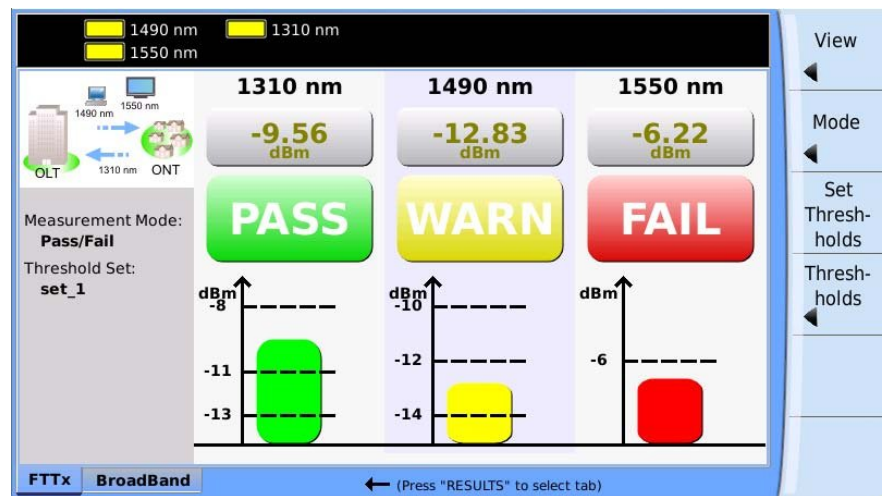 1490 nm
1310 nm
1550 nm
View
Mode
Set
Thresh-
holds
Thresh-
holds
1490 nm
1550 nm
OLT
1310 nm
ONT
Measurement Mode:
Pass/Fail
Threshold Set:
set_1
1310 nm
-9.56
dBm
PASS
dBm
-8
-11
-13
1490 nm
-12.83
dBm
WARN
dBm
-10
-12
-14
1550 nm
-6.22
dBm
FAIL
dBm
-6
FTTx
BroadBand
(Press "RESULTS" to select tab)